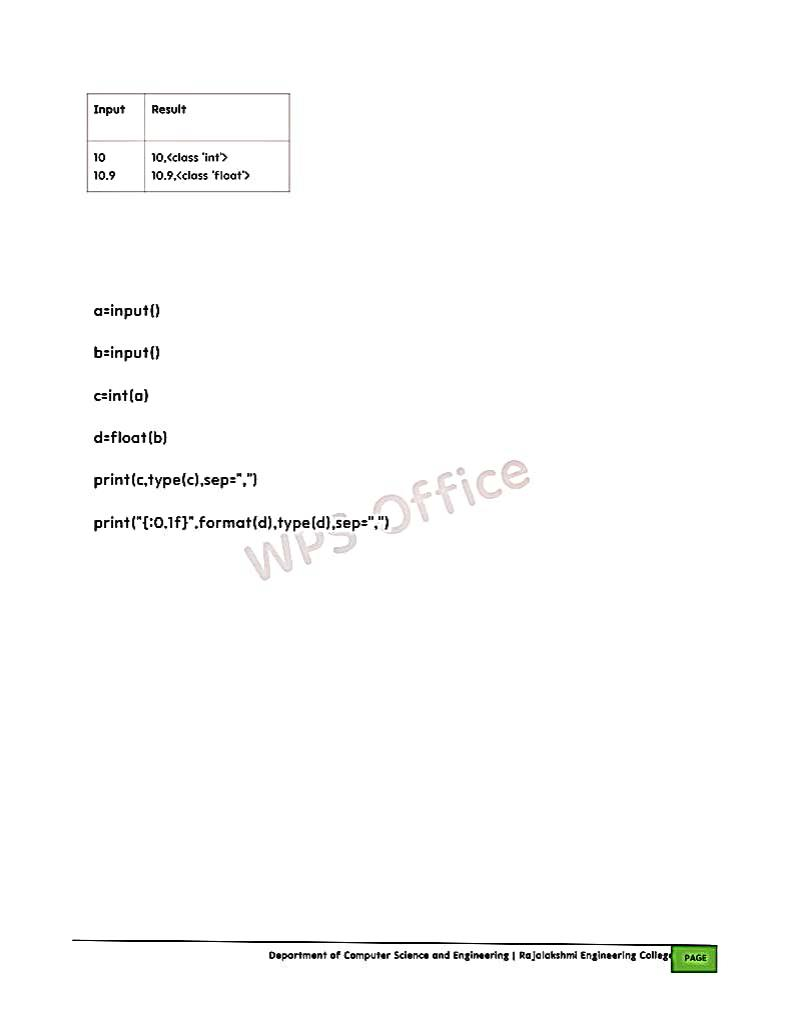 Input Result
10 10,<class 'int'>
10.9 10.9,<class 'float'>
a=input()
b=input()
c=int(a)
d=float(b)
print(c,type(c),sep=",")
print("{:0.1f}".format(d),type(d),sep=",")
WPS Office
Department of Computer Science and Engineering | Rajalakshmi Engineering College
PAGE